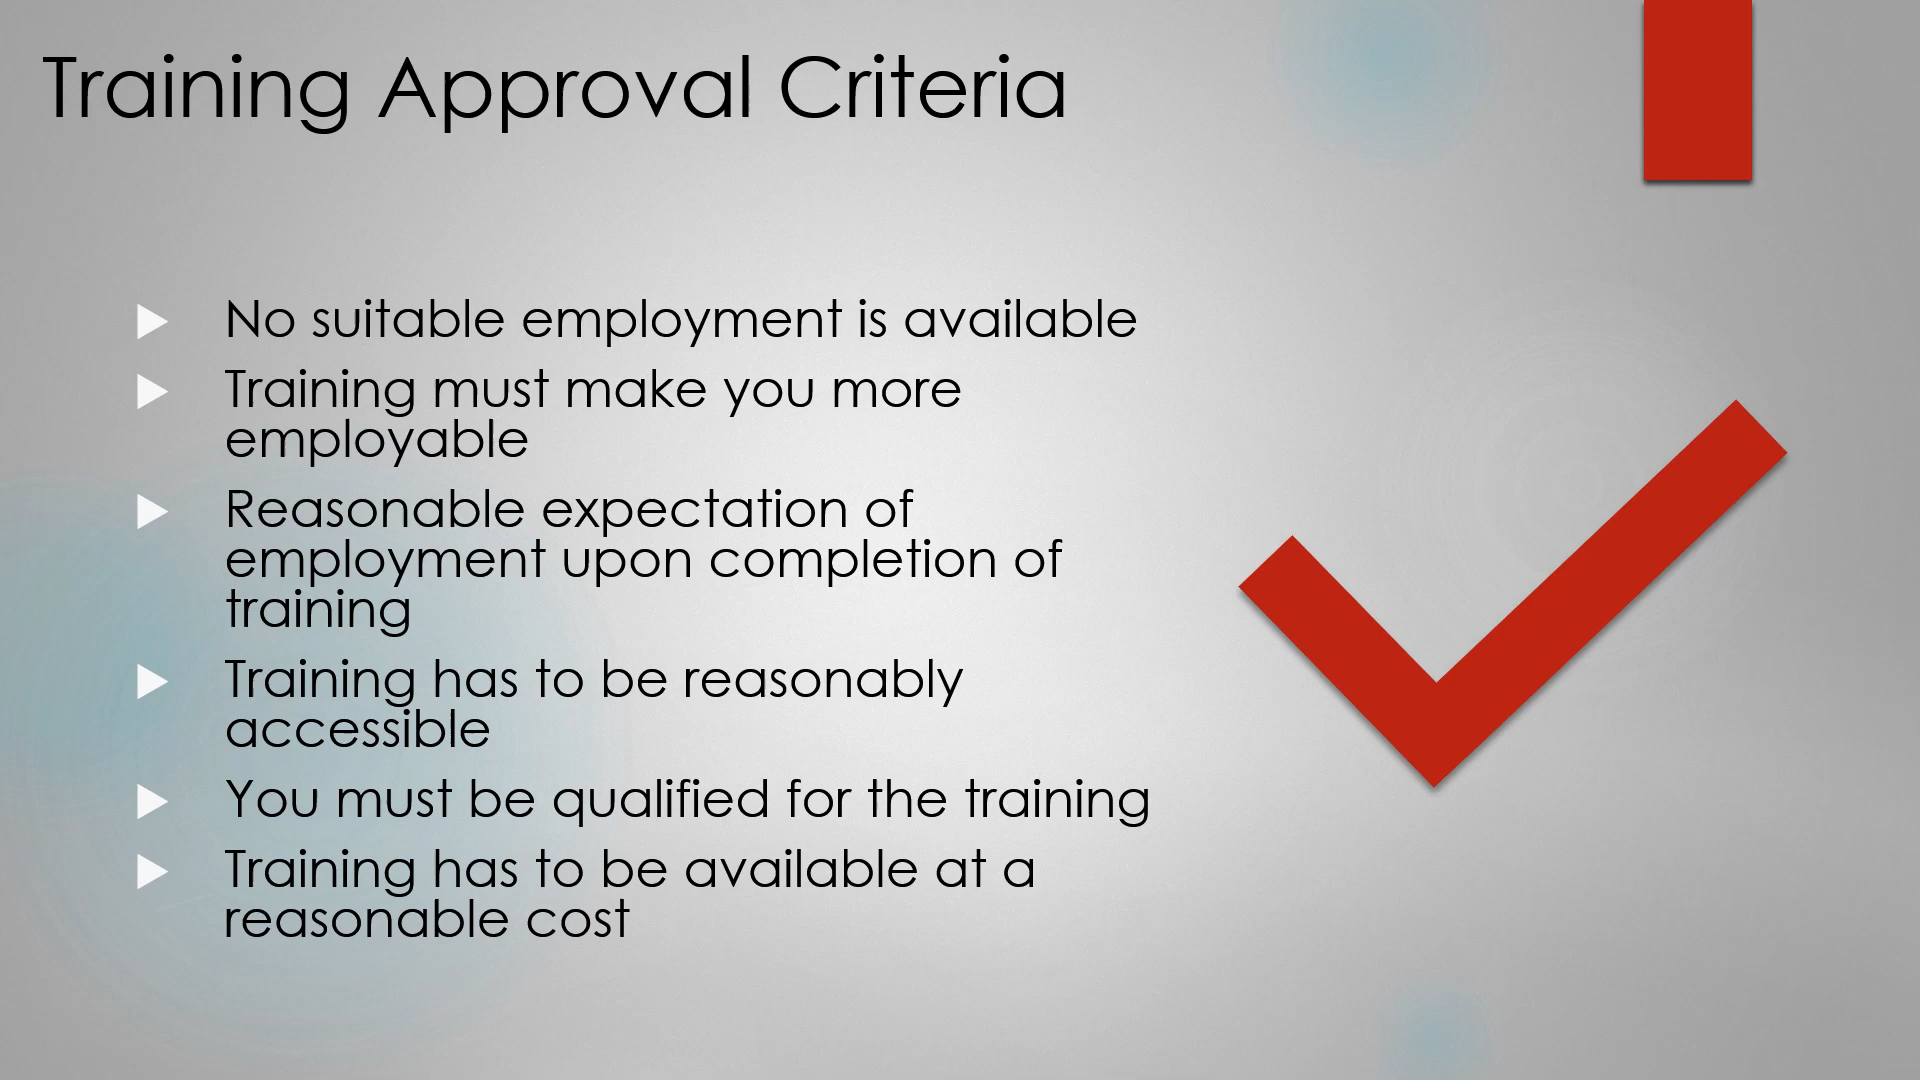 Training Approval Criteria
No suitable employment is available
Training must make you more
employable
Reasonable expectation of
employment upon completion of
training
Training has to be reasonably
accessible
You must be qualified for the training
Training has to be available at a
reasonable cost